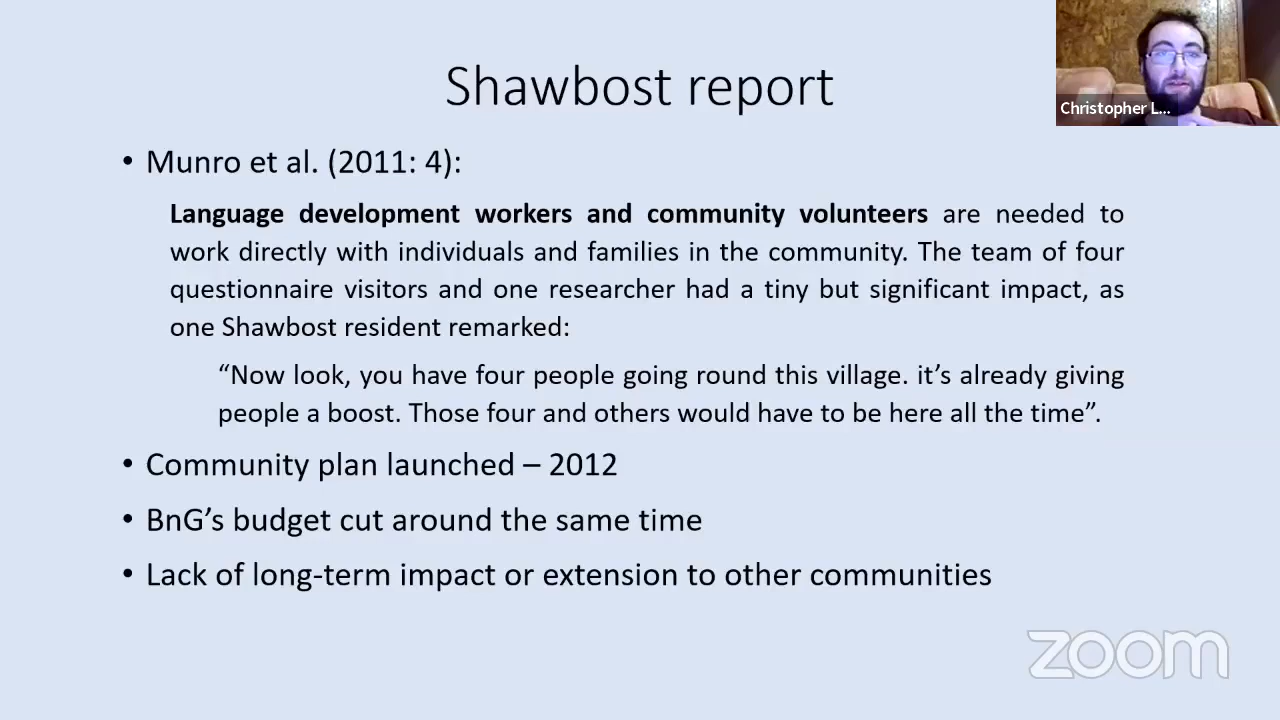 Shawbost report
Christopher L...
• Munro et al. (2011: 4):
Language development workers and community volunteers are needed to
work directly with individuals and families in the community. The team of four
questionnaire visitors and one researcher had a tiny but significant impact, as
one Shawbost resident remarked:
“Now look, you have four people going round this village. it’s already giving
people a boost. Those four and others would have to be here all the time”.
• Community plan launched – 2012
• BnG’s budget cut around the same time
• Lack of long-term impact or extension to other communities
zoom